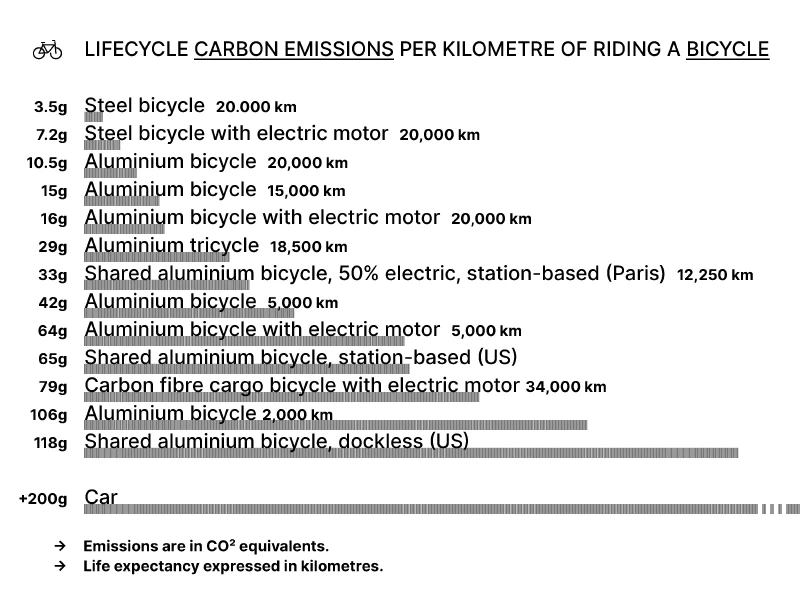 LIFECYCLE CARBON EMISSIONS PER KILOMETRE OF RIDING A BICYCLE
3.5g Steel bicycle 20.000 km
7.2g Steel bicycle with electric motor 20,000 km
10.5g Aluminium bicycle 20,000 km
15g Aluminium bicycle 15,000 km
16g Aluminium bicycle with electric motor 20,000 km
29g Aluminium tricycle 18,500 km
33g Shared aluminium bicycle, 50% electric, station-based (Paris) 12,250 km
42g Aluminium bicycle 5,000 km
64g Aluminium bicycle with electric motor 5,000 km
65g Shared aluminium bicycle, station-based (US)
79g Carbon fibre cargo bicycle with electric motor 34,000 km
106g Aluminium bicycle 2,000 km
118g Shared aluminium bicycle, dockless (US)
+200g Car
→ Emissions are in CO² equivalents.
→ Life expectancy expressed in kilometres.